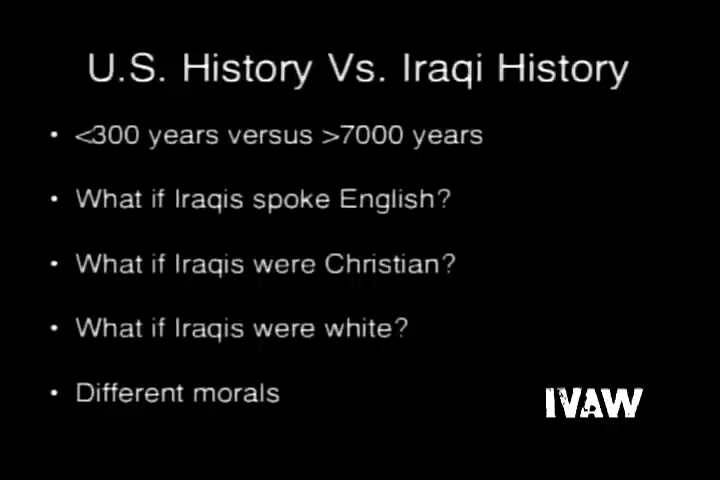 U.S. History Vs. Iraqi History
• <300 years versus >7000 years
• What if Iraqis spoke English?
• What if Iraqis were Christian?
• What if Iraqis were white?
• Different morals
IVAW